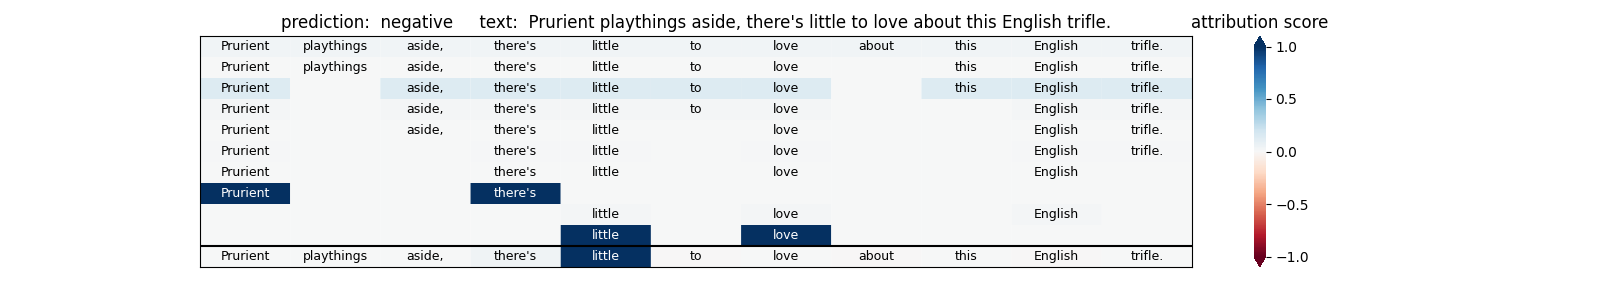 prediction: negative text: Prurient playthings aside, there's little to love about this English trifle. attribution score
Prurient playthings aside, there's little to love about this English trifle. 1.0
Prurient playthings aside, there's little to love this English trifle.
Prurient aside, there's little to love this English trifle.
Prurient aside, there's little to love English trifle. 0.5
Prurient aside, there's little love English trifle.
Prurient there's little love English trifle. 0.0
Prurient there's little love English
Prurient there's
little love English −0.5
little love
Prurient playthings aside, there's little to love about this English trifle. −1.0